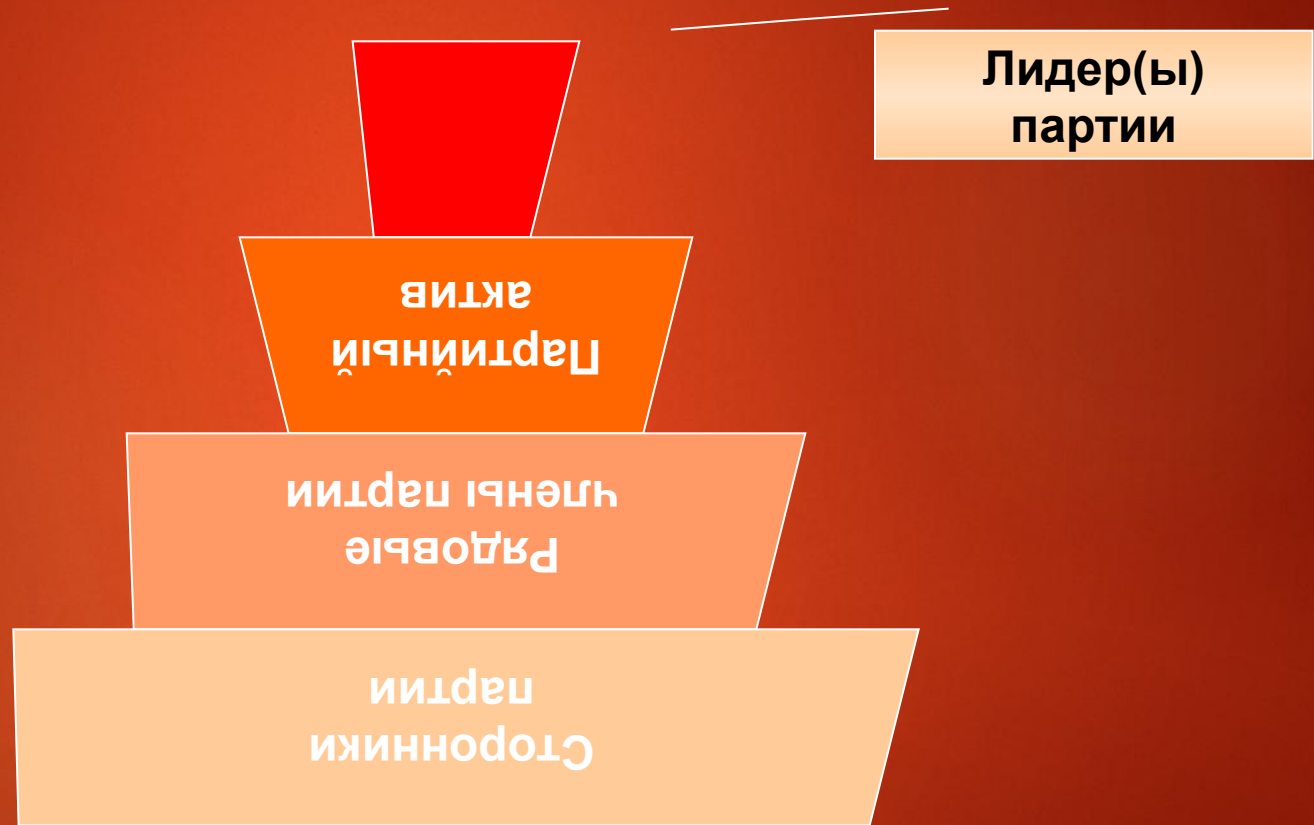 Лидер(ы)
партии
Партийный
актив
Рядовые
члены партии
Сторонники
партии